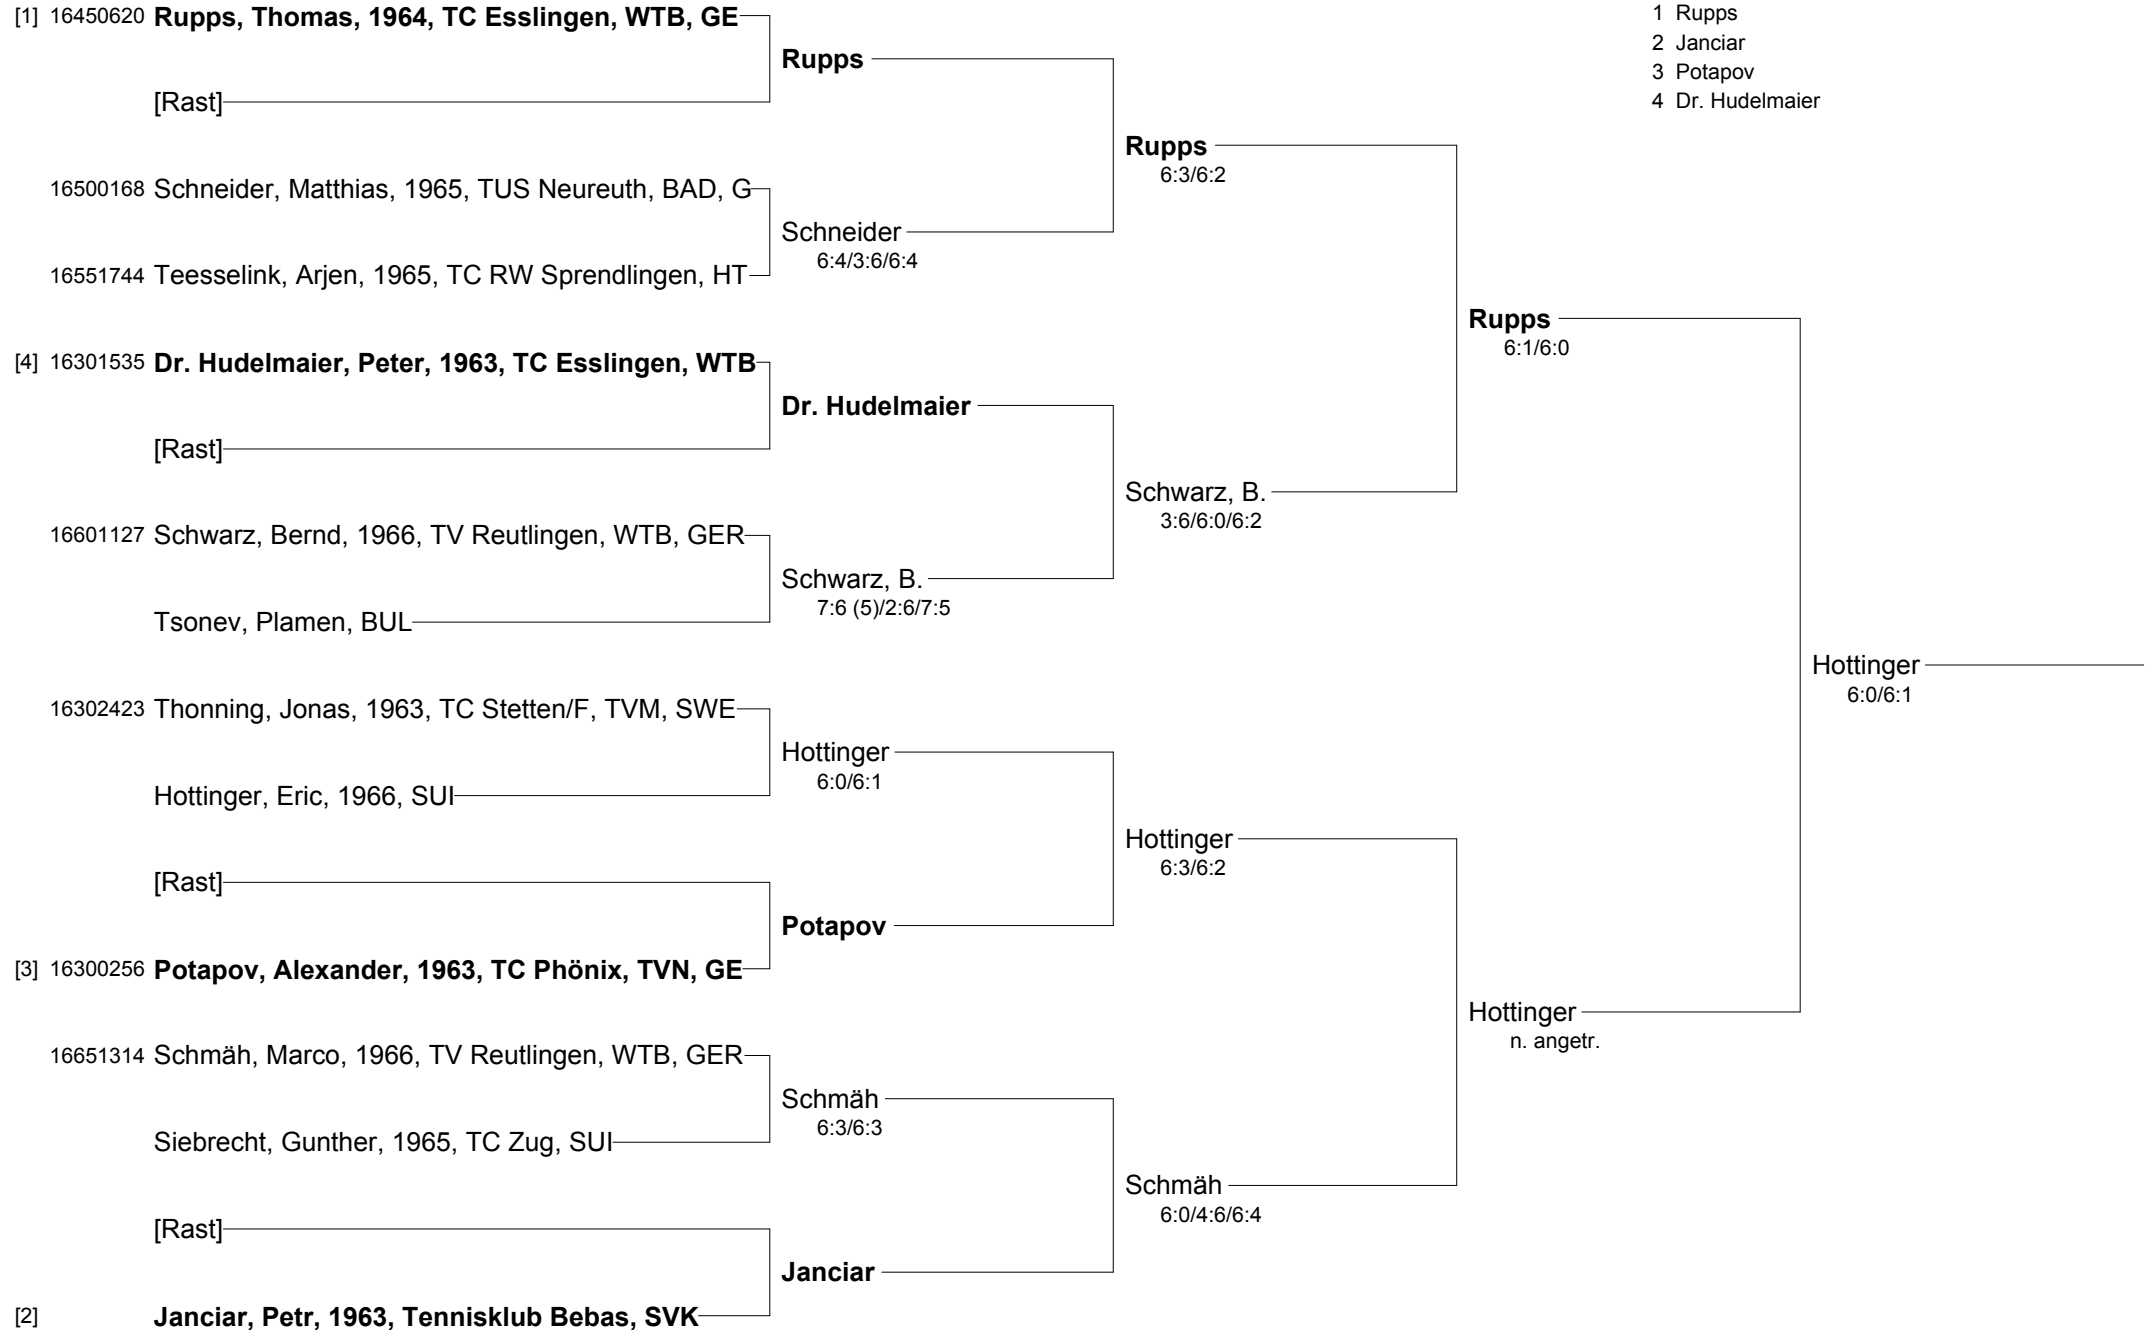 [1] 16450620 Rupps, Thomas, 1964, TC Esslingen, WTB, GE
[Rast]
16500168 Schneider, Matthias, 1965, TUS Neureuth, BAD, G
16551744 Teesselink, Arjen, 1965, TC RW Sprendlingen, HT
[4] 16301535 Dr. Hudelmaier, Peter, 1963, TC Esslingen, WTB
[Rast]
16601127 Schwarz, Bernd, 1966, TV Reutlingen, WTB, GER
Tsonev, Plamen, BUL
16302423 Thonning, Jonas, 1963, TC Stetten/F, TVM, SWE
Hottinger, Eric, 1966, SUI
[Rast]
[3] 16300256 Potapov, Alexander, 1963, TC Phönix, TVN, GE
16651314 Schmäh, Marco, 1966, TV Reutlingen, WTB, GER
Siebrecht, Gunther, 1965, TC Zug, SUI
[Rast]
[2] Janciar, Petr, 1963, Tennisklub Bebas, SVK
Rupps
Schneider
6:4/3:6/6:4
Dr. Hudelmaier
Schwarz, B.
7:6 (5)/2:6/7:5
Hottinger
6:0/6:1
Potapov
Schmäh
6:3/6:3
Janciar
Rupps
6:3/6:2
Schwarz, B.
3:6/6:0/6:2
Hottinger
6:3/6:2
Schmäh
6:0/4:6/6:4
Rupps
6:1/6:0
Hottinger
n. angetr.
Hottinger
6:0/6:1
1 Rupps
2 Janciar
3 Potapov
4 Dr. Hudelmaier